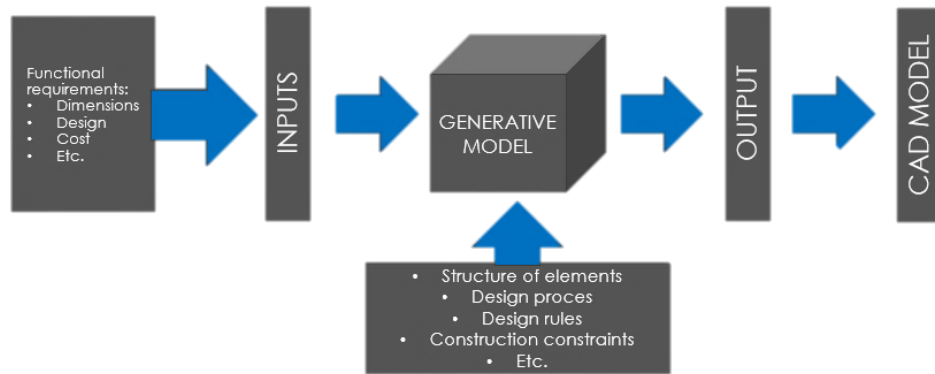 Functional
requirements:
• Dimensions
• Design
• Cost
• Etc.
INPUTS
GENERATIVE
MODEL
OUTPUT
CAD MODEL
• Structure of elements
• Design proces
• Design rules
• Construction constraints
• Etc.